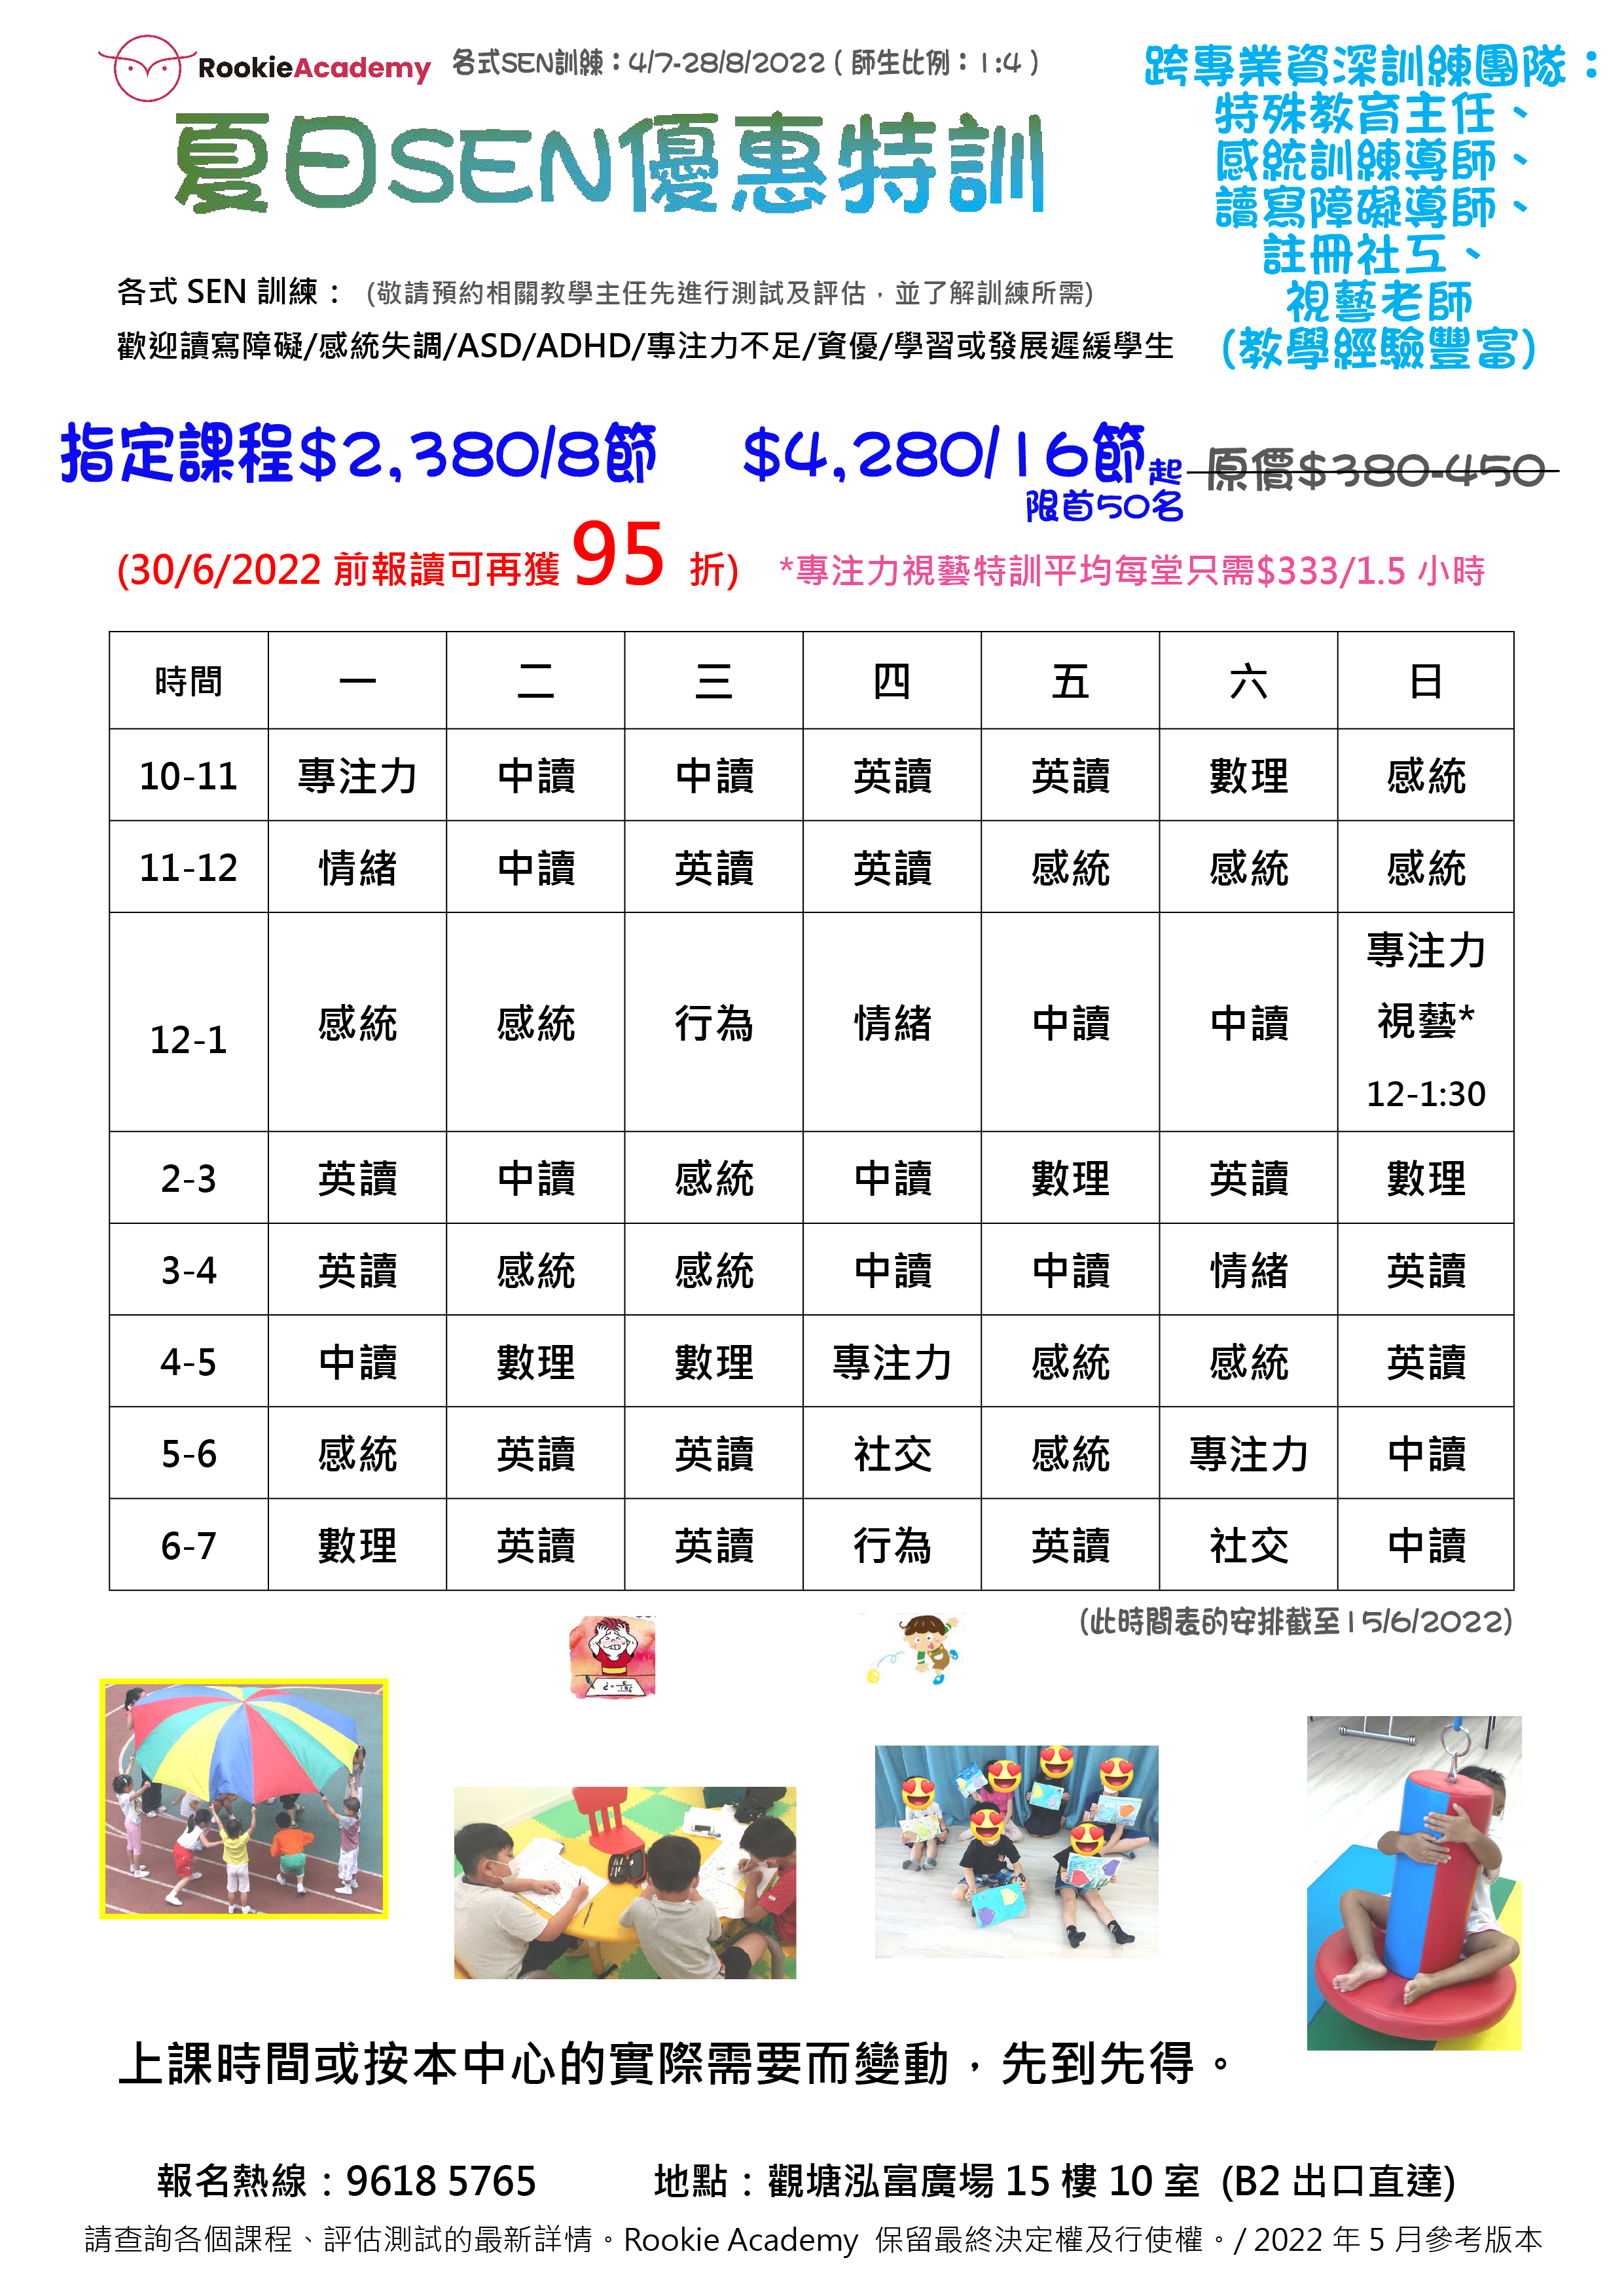 RookieAcademy 各式SEN訓練：4/7-28/8/2022（師生比例：1:4）
夏日SEN優惠特訓
跨專業資深訓練團隊：
特殊教育主任、
感統訓練導師、
讀寫障礙導師、
註冊社工、
視藝老師
(教學經驗豐富)
各式 SEN 訓練： (敬請預約相關教學主任先進行測試及評估，並了解訓練所需)
歡迎讀寫障礙/感統失調/ASD/ADHD/專注力不足/資優/學習或發展遲緩學生
指定課程$2,380/8節 $4,280/16節起 原價$380-450
限首50名
(30/6/2022 前報讀可再獲 95 折) *專注力視藝特訓平均每堂只需$333/1.5 小時
時間 一 二 三 四 五 六 日
10-11 專注力 中讀 中讀 英讀 英讀 數理 感統
11-12 情緒 中讀 英讀 英讀 感統 感統 感統
12-1 感統 感統 行為 情緒 中讀 中讀 專注力
視藝*
12-1:30
2-3 英讀 中讀 感統 中讀 數理 英讀 數理
3-4 英讀 感統 感統 中讀 中讀 情緒 英讀
4-5 中讀 數理 數理 專注力 感統 感統 英讀
5-6 感統 英讀 英讀 社交 感統 專注力 中讀
6-7 數理 英讀 英讀 行為 英讀 社交 中讀
(此時間表的安排截至15/6/2022)
上課時間或按本中心的實際需要而變動，先到先得。
報名熱線：9618 5765 地點：觀塘泓富廣場 15 樓 10 室 (B2 出口直達)
請查詢各個課程、評估測試的最新詳情。Rookie Academy 保留最終決定權及行使權。/ 2022 年 5 月參考版本